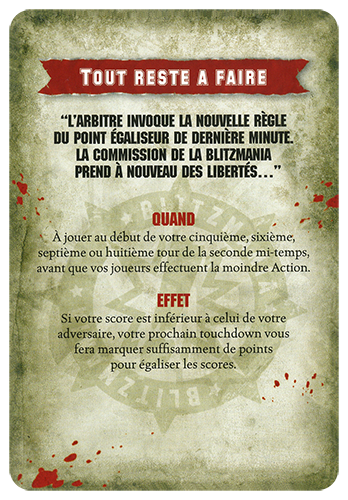 TOUT RESTE A FAIRE
“L’ARBITRE INVOQUE LA NOUVELLE RÈGLE
DU POINT ÉGALISEUR DE DERNIÈRE MINUTE.
LA COMMISSION DE LA BLITZMANIA
PREND À NOUVEAU DES LIBERTÉS…”
QUAND
À jouer au début de votre cinquième, sixième,
septième ou huitième tour de la seconde mi-temps,
avant que vos joueurs effectuent la moindre Action.
EFFET
Si votre score est inférieur à celui de votre
adversaire, votre prochain touchdown vous
fera marquer suffisamment de points
pour égaliser les scores.